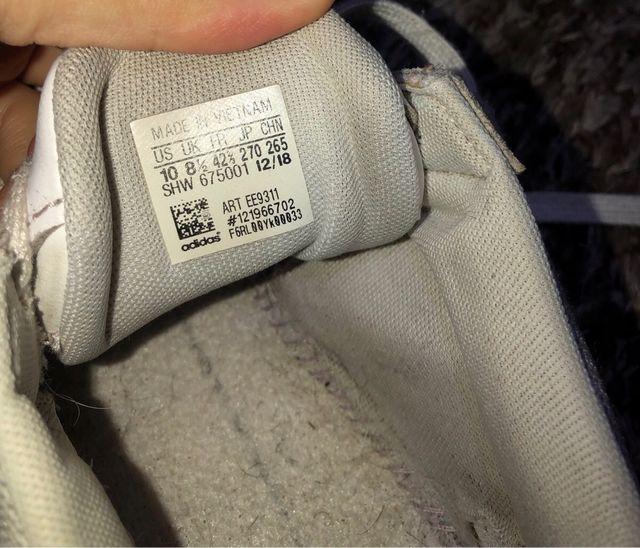 MADE IN VIETNAM
US UK FR JP CHN
10 8½ 42⅔ 270 265
SHW 675001 12/18
ART EE9311
#121966702
F6RL00YK00033
adidas